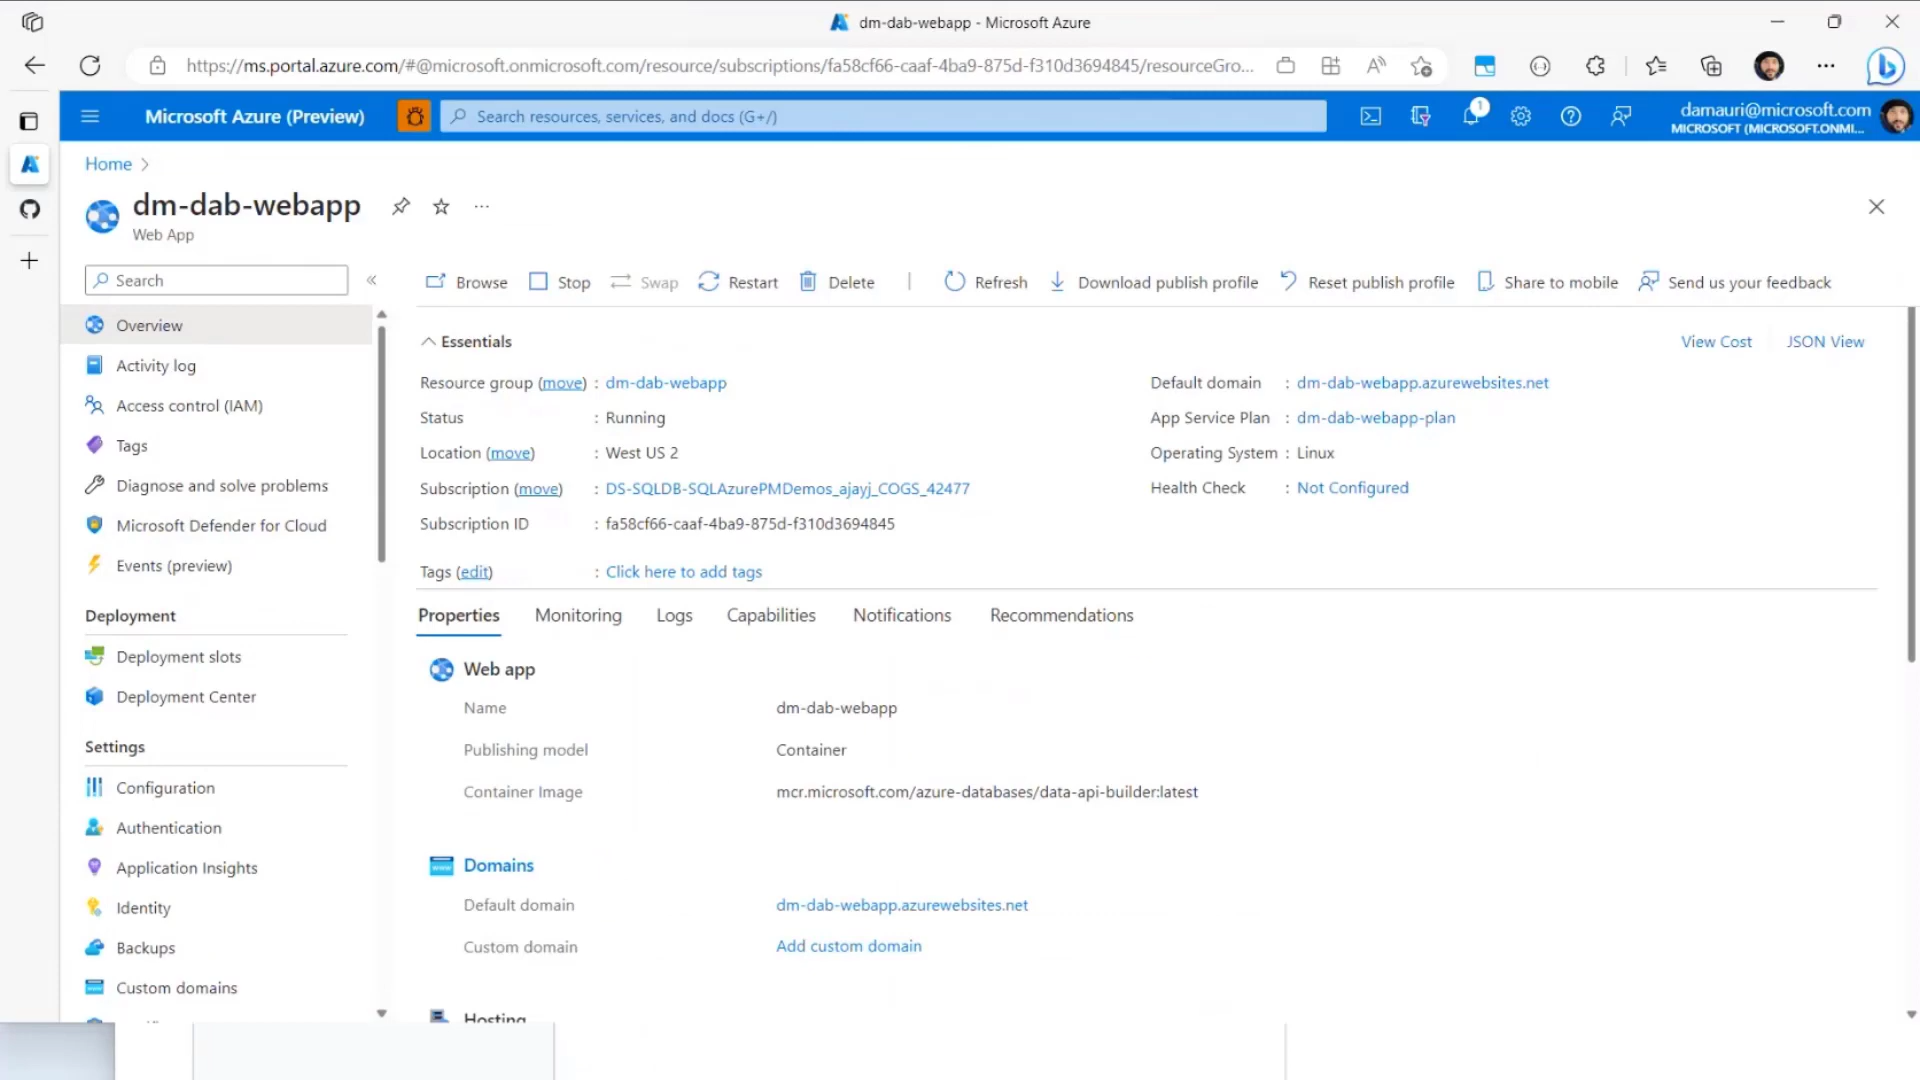 dm-dab-webapp - Microsoft Azure
https://ms.portal.azure.com/#@microsoft.onmicrosoft.com/resource/subscriptions/fa58cf66-caaf-4ba9-875d-f310d3694845/resourceGro...
Microsoft Azure (Preview)
Search resources, services, and docs (G+/)
1
damauri@microsoft.com
MICROSOFT (MICROSOFT.ONMI...
Home
dm-dab-webapp
Web App
Search
Browse
Stop
Swap
Restart
Delete
Refresh
Download publish profile
Reset publish profile
Share to mobile
Send us your feedback
Overview
Activity log
Access control (IAM)
Tags
Diagnose and solve problems
Microsoft Defender for Cloud
Events (preview)
Deployment
Deployment slots
Deployment Center
Settings
Configuration
Authentication
Application Insights
Identity
Backups
Custom domains
Essentials
View Cost
JSON View
Resource group (move) : dm-dab-webapp
Status : Running
Location (move) : West US 2
Subscription (move) : DS-SQLDB-SQLAzurePMDemos_ajayj_COGS_42477
Subscription ID : fa58cf66-caaf-4ba9-875d-f310d3694845
Default domain : dm-dab-webapp.azurewebsites.net
App Service Plan : dm-dab-webapp-plan
Operating System : Linux
Health Check : Not Configured
Tags (edit) : Click here to add tags
Properties
Monitoring
Logs
Capabilities
Notifications
Recommendations
Web app
Name dm-dab-webapp
Publishing model Container
Container Image mcr.microsoft.com/azure-databases/data-api-builder:latest
Domains
Default domain dm-dab-webapp.azurewebsites.net
Custom domain Add custom domain
Hosting